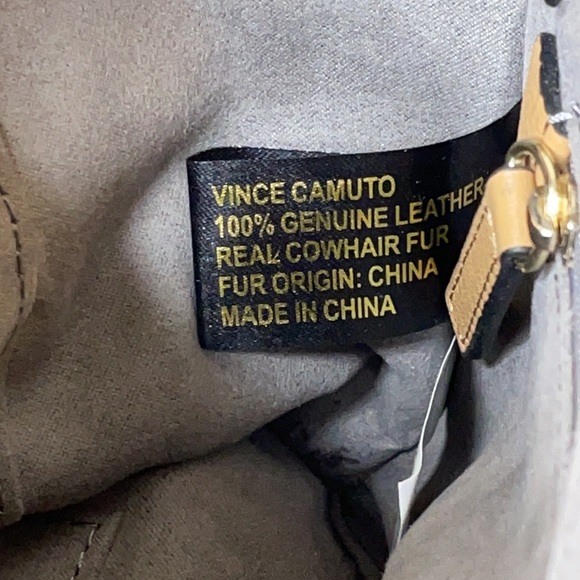 VINCE CAMUTO
100% GENUINE LEATHER
REAL COWHAIR FUR
FUR ORIGIN: CHINA
MADE IN CHINA